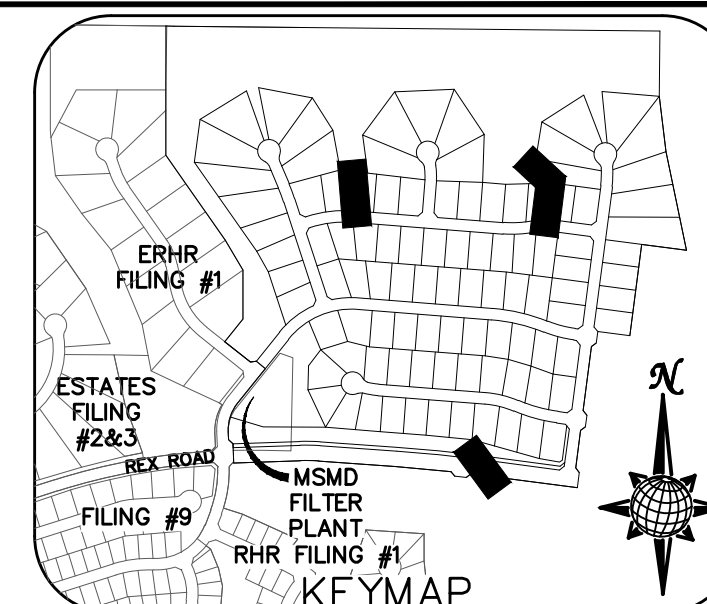 ERHR
FILING #1
N
ESTATES
FILING
#2&3
REX ROAD
MSMD
FILTER
PLANT
FILING #9
RHR FILING #1
KEYMAP